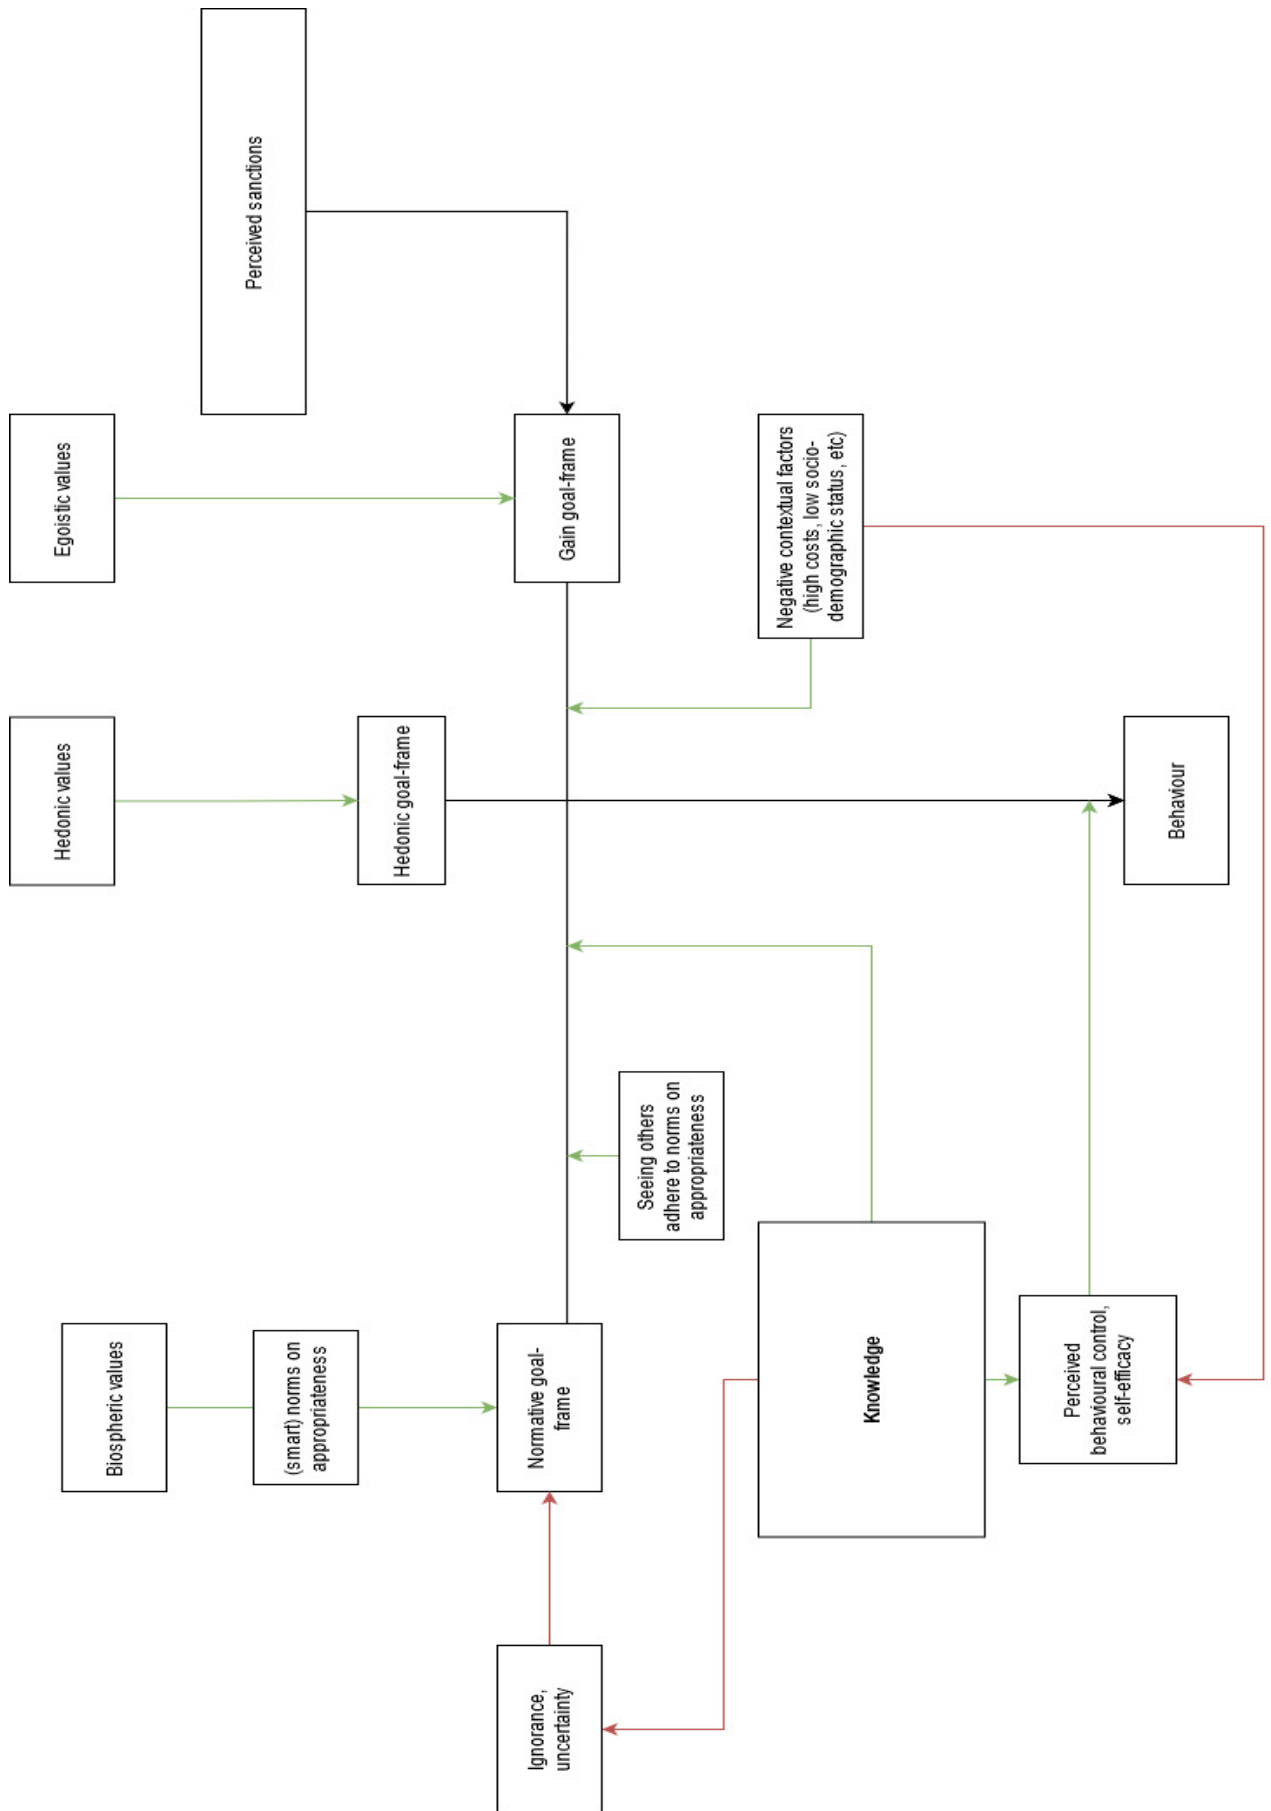 Perceived sanctions
Egoistic values
Gain goal-frame
Negative contextual factors
(high costs, low socio-
demographic status, etc)
Hedonic values
Hedonic goal-frame
Behaviour
Seeing others
adhere to norms on
appropriateness
Biospheric values
(smart) norms on
appropriateness
Normative goal-
frame
Knowledge
Perceived
behavioural control,
self-efficacy
Ignorance,
uncertainty